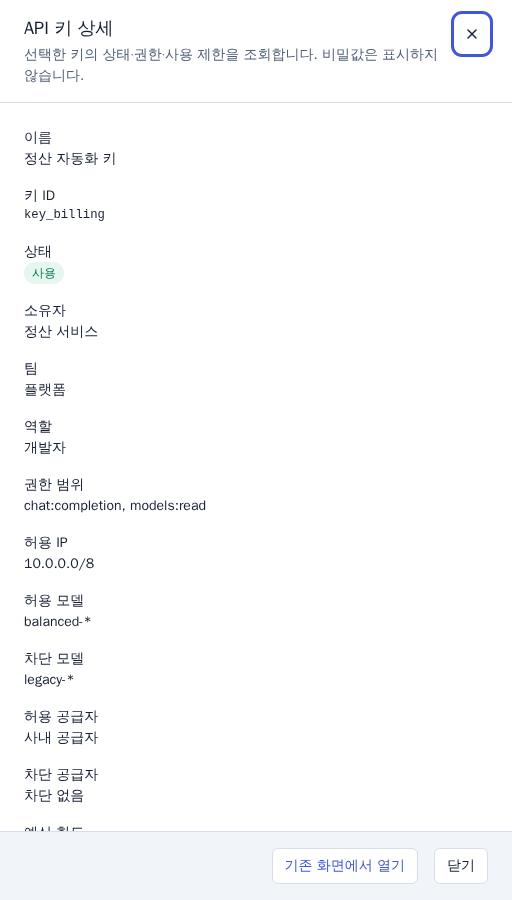 API 키 상세
선택한 키의 상태·권한·사용 제한을 조회합니다. 비밀값은 표시하지
않습니다.
이름
정산 자동화 키
키 ID
key_billing
상태
사용
소유자
정산 서비스
팀
플랫폼
역할
개발자
권한 범위
chat:completion, models:read
허용 IP
10.0.0.0/8
허용 모델
balanced-*
차단 모델
legacy-*
허용 공급자
사내 공급자
차단 공급자
차단 없음
기존 화면에서 열기
닫기